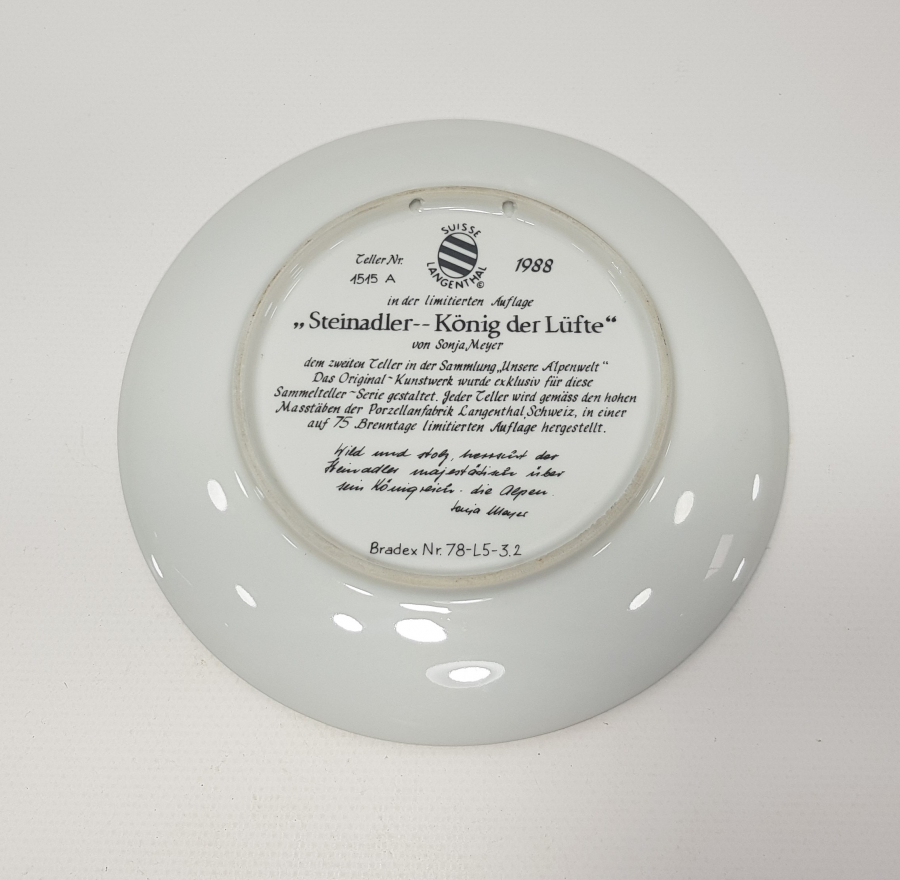 SUISSE
LANGENTHAL ©
Teller Nr.
1515 A
1988
in der limitierten Auflage
„Steinadler-- König der Lüfte“
von Sonja Meyer
dem zweiten Teller in der Sammlung „Unsere Alpenwelt“
Das Original-Kunstwerk wurde exklusiv für diese
Sammelteller-Serie gestaltet. Jeder Teller wird gemäss den hohen
Masstäben der Porzellanfabrik Langenthal, Schweiz, in einer
auf 75 Brenntage limitierten Auflage hergestellt.
Wild und stolz, herrscht der
Steinadler majestätisch über
sein Königreich - die Alpen.
Sonja Meyer
Bradex Nr. 78-L5-3.2